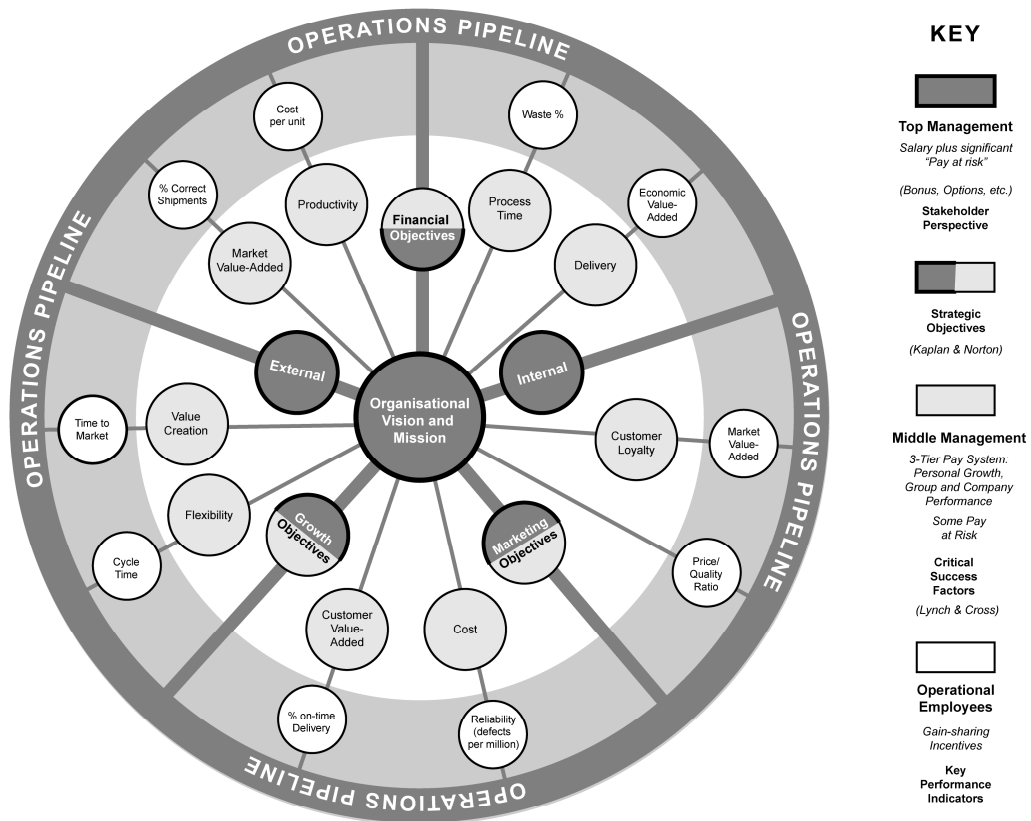 OPERATIONS PIPELINE
OPERATIONS PIPELINE
OPERATIONS PIPELINE
OPERATIONS PIPELINE
Cost
per unit
Waste %
% Correct
Shipments
Economic
Value-
Added
Productivity
Financial
Objectives
Process
Time
Market
Value-Added
Delivery
External
Internal
Organisational
Vision and
Mission
Time to
Market
Value
Creation
Customer
Loyalty
Market
Value-
Added
Flexibility
Growth
Objectives
Marketing
Objectives
Cycle
Time
Price/
Quality
Ratio
Customer
Value-
Added
Cost
% on-time
Delivery
Reliability
(defects
per million)
KEY
Top Management
Salary plus significant
“Pay at risk”
(Bonus, Options, etc.)
Stakeholder
Perspective
Strategic
Objectives
(Kaplan & Norton)
Middle Management
3-Tier Pay System:
Personal Growth,
Group and Company
Performance
Some Pay
at Risk
Critical
Success
Factors
(Lynch & Cross)
Operational
Employees
Gain-sharing
Incentives
Key
Performance
Indicators